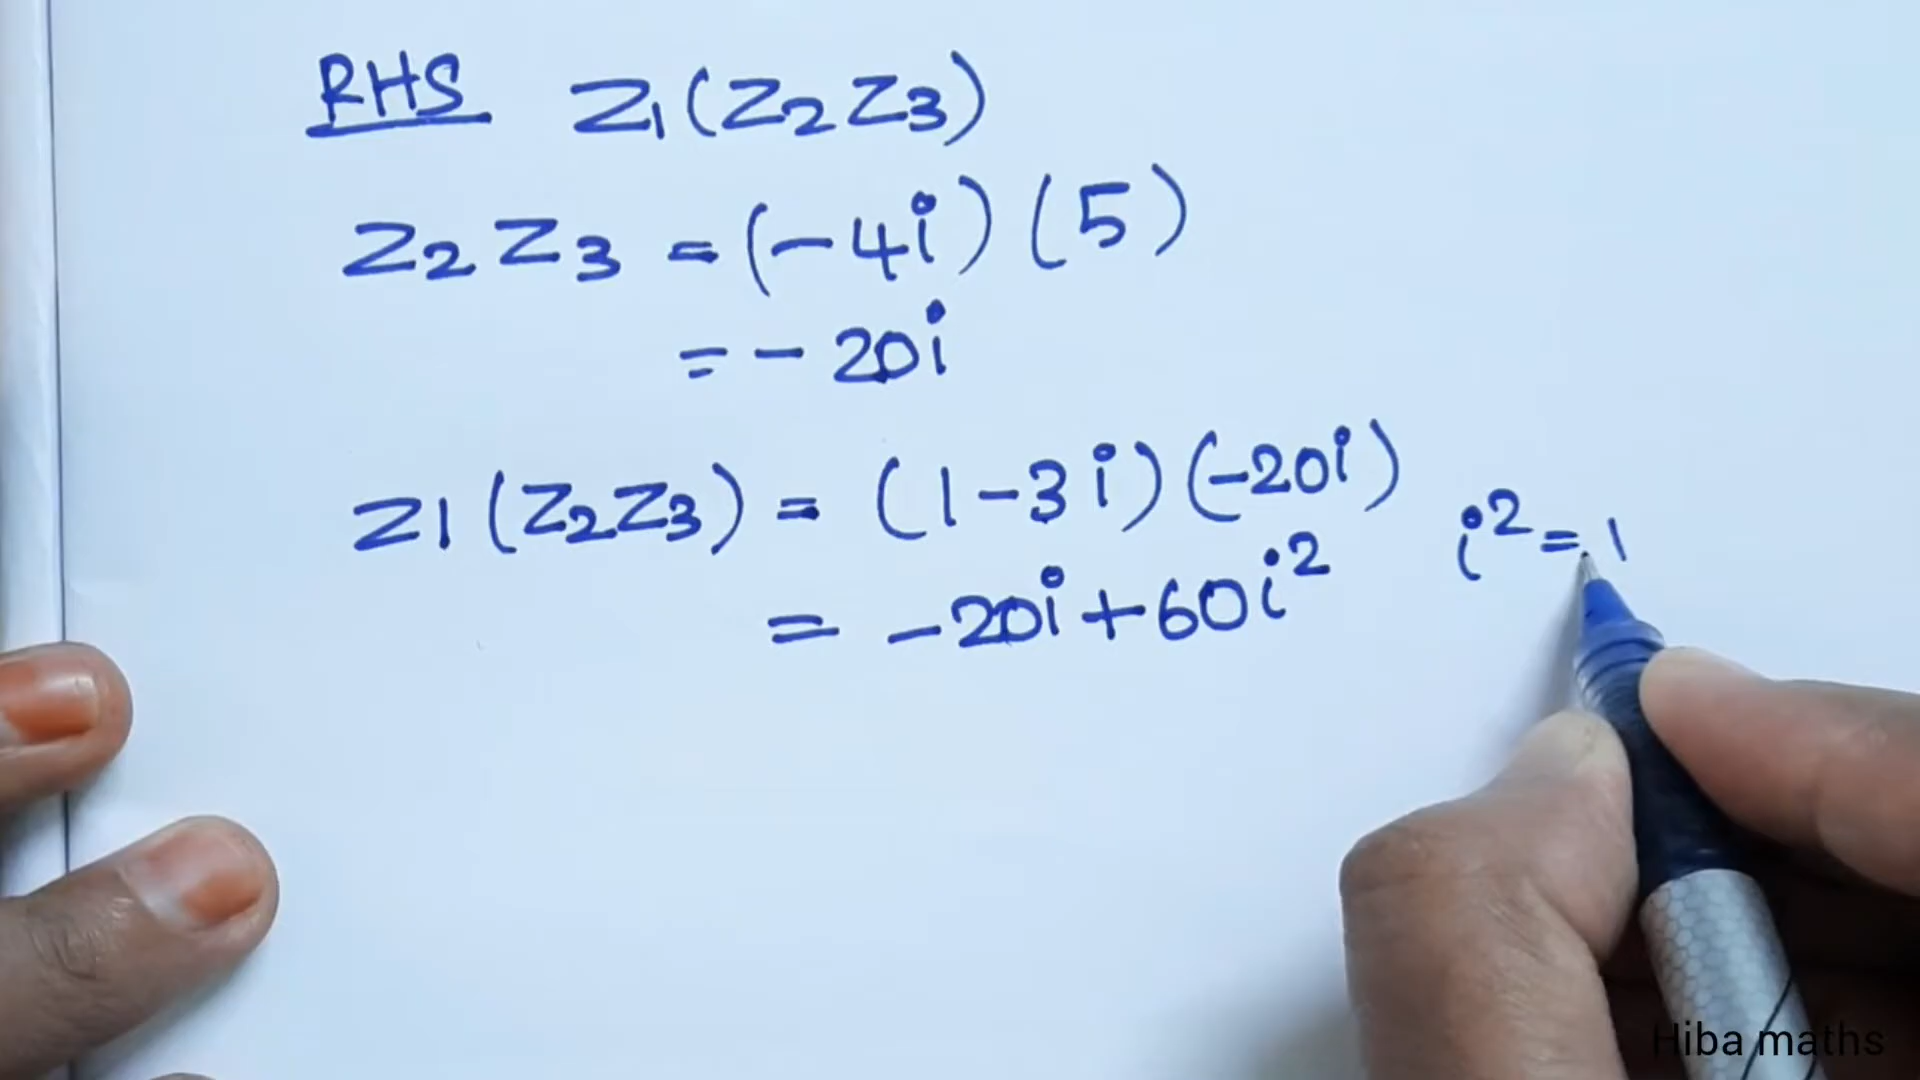 RHS Z1(Z2Z3)
Z2Z3 = (-4i)(5)
= -20i
Z1(Z2Z3) = (1-3i)(-20i)
= -20i+60i² i²=1
Hiba maths